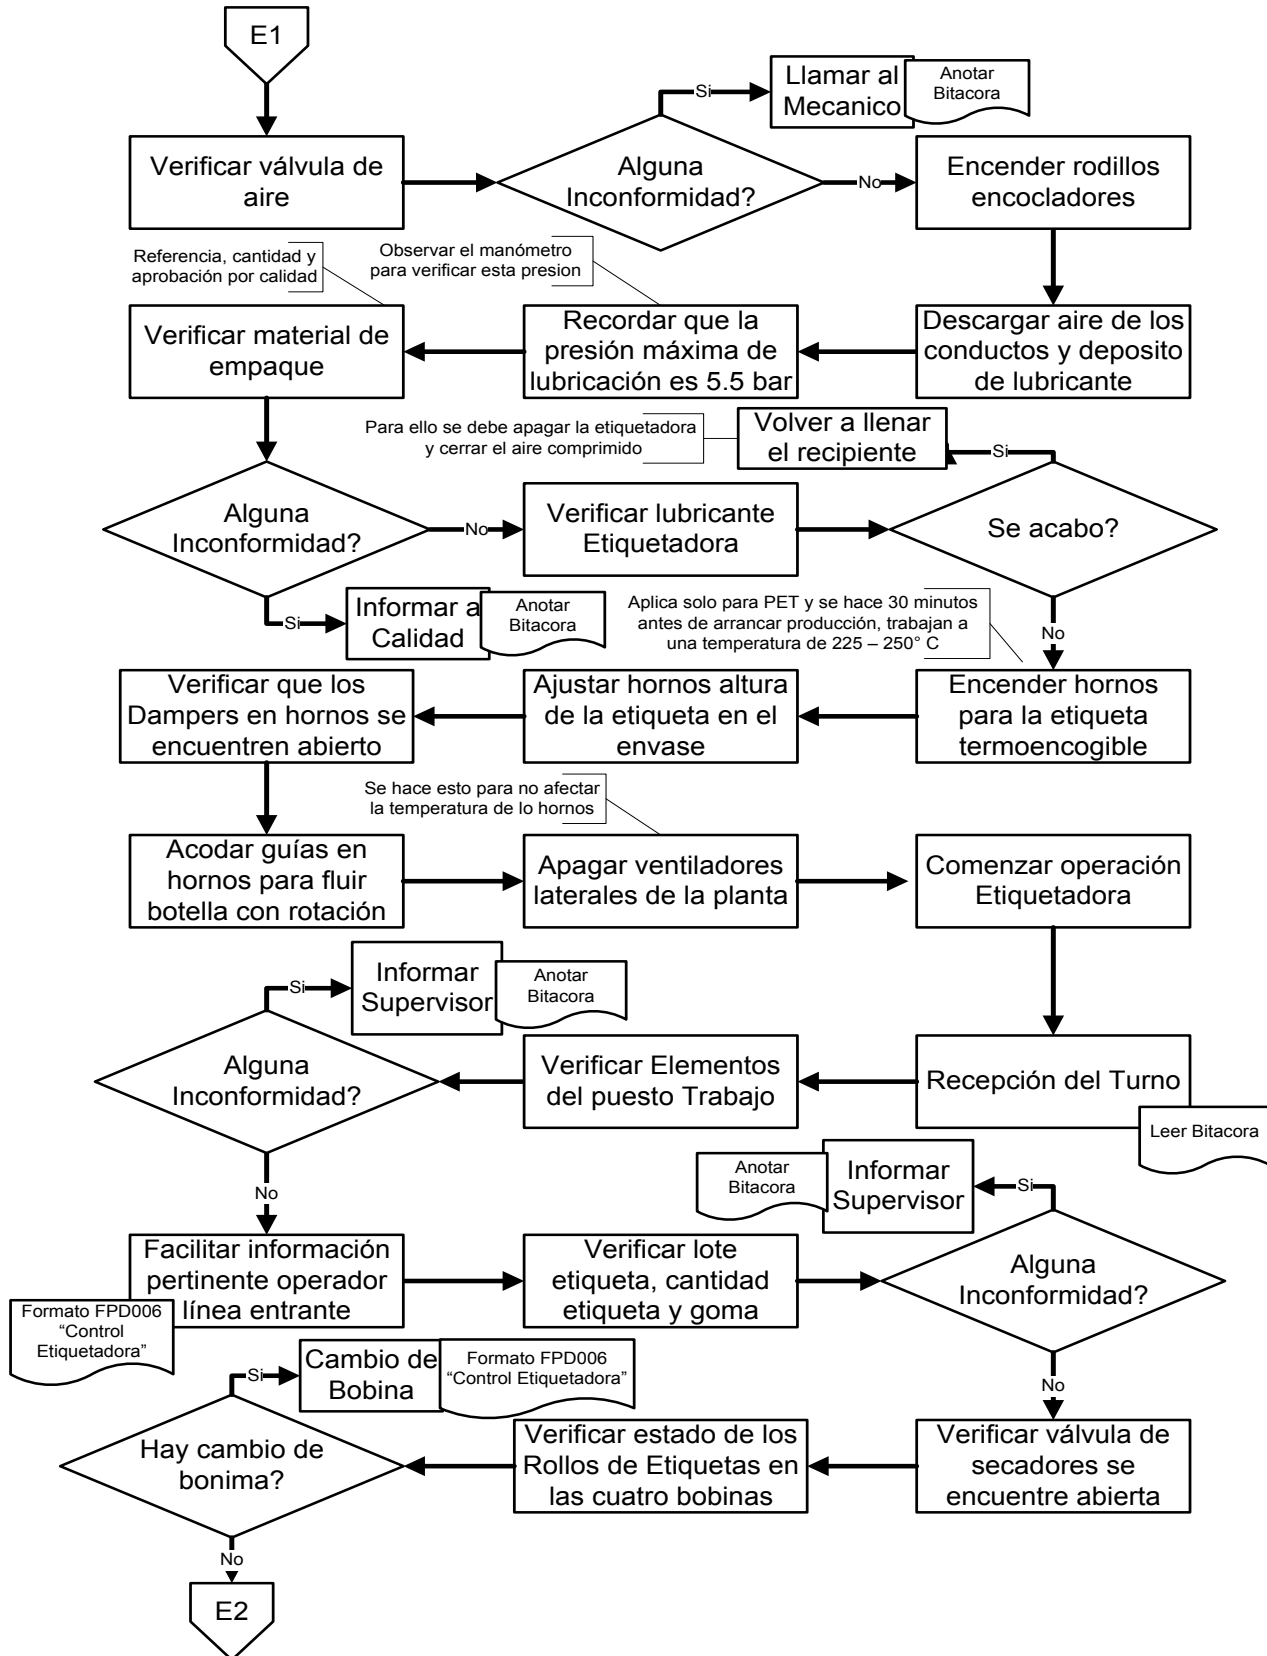 E1
Verificar válvula de
aire
Alguna
Inconformidad?
Si
Llamar al
Mecanico
Anotar
Bitacora
No
Encender rodillos
encocladores
Descargar aire de los
conductos y deposito
de lubricante
Observar el manómetro
para verificar esta presion
Recordar que la
presión máxima de
lubricación es 5.5 bar
Referencia, cantidad y
aprobación por calidad
Verificar material de
empaque
Alguna
Inconformidad?
Si
Informar a
Calidad
Anotar
Bitacora
No
Verificar lubricante
Etiquetadora
Se acabo?
Si
Volver a llenar
el recipiente
Para ello se debe apagar la etiquetadora
y cerrar el aire comprimido
No
Aplica solo para PET y se hace 30 minutos
antes de arrancar producción, trabajan a
una temperatura de 225 – 250° C
Encender hornos
para la etiqueta
termoencogible
Ajustar hornos altura
de la etiqueta en el
envase
Verificar que los
Dampers en hornos se
encuentren abierto
Acodar guías en
hornos para fluir
botella con rotación
Se hace esto para no afectar
la temperatura de lo hornos
Apagar ventiladores
laterales de la planta
Comenzar operación
Etiquetadora
Recepción del Turno
Leer Bitacora
Verificar Elementos
del puesto Trabajo
Alguna
Inconformidad?
Si
Informar
Supervisor
Anotar
Bitacora
No
Facilitar información
pertinente operador
línea entrante
Formato FPD006
“Control
Etiquetadora”
Verificar lote
etiqueta, cantidad
etiqueta y goma
Alguna
Inconformidad?
Si
Informar
Supervisor
Anotar
Bitacora
No
Verificar válvula de
secadores se
encuentre abierta
Verificar estado de los
Rollos de Etiquetas en
las cuatro bobinas
Hay cambio de
bonima?
Si
Cambio de
Bobina
Formato FPD006
“Control Etiquetadora”
No
E2